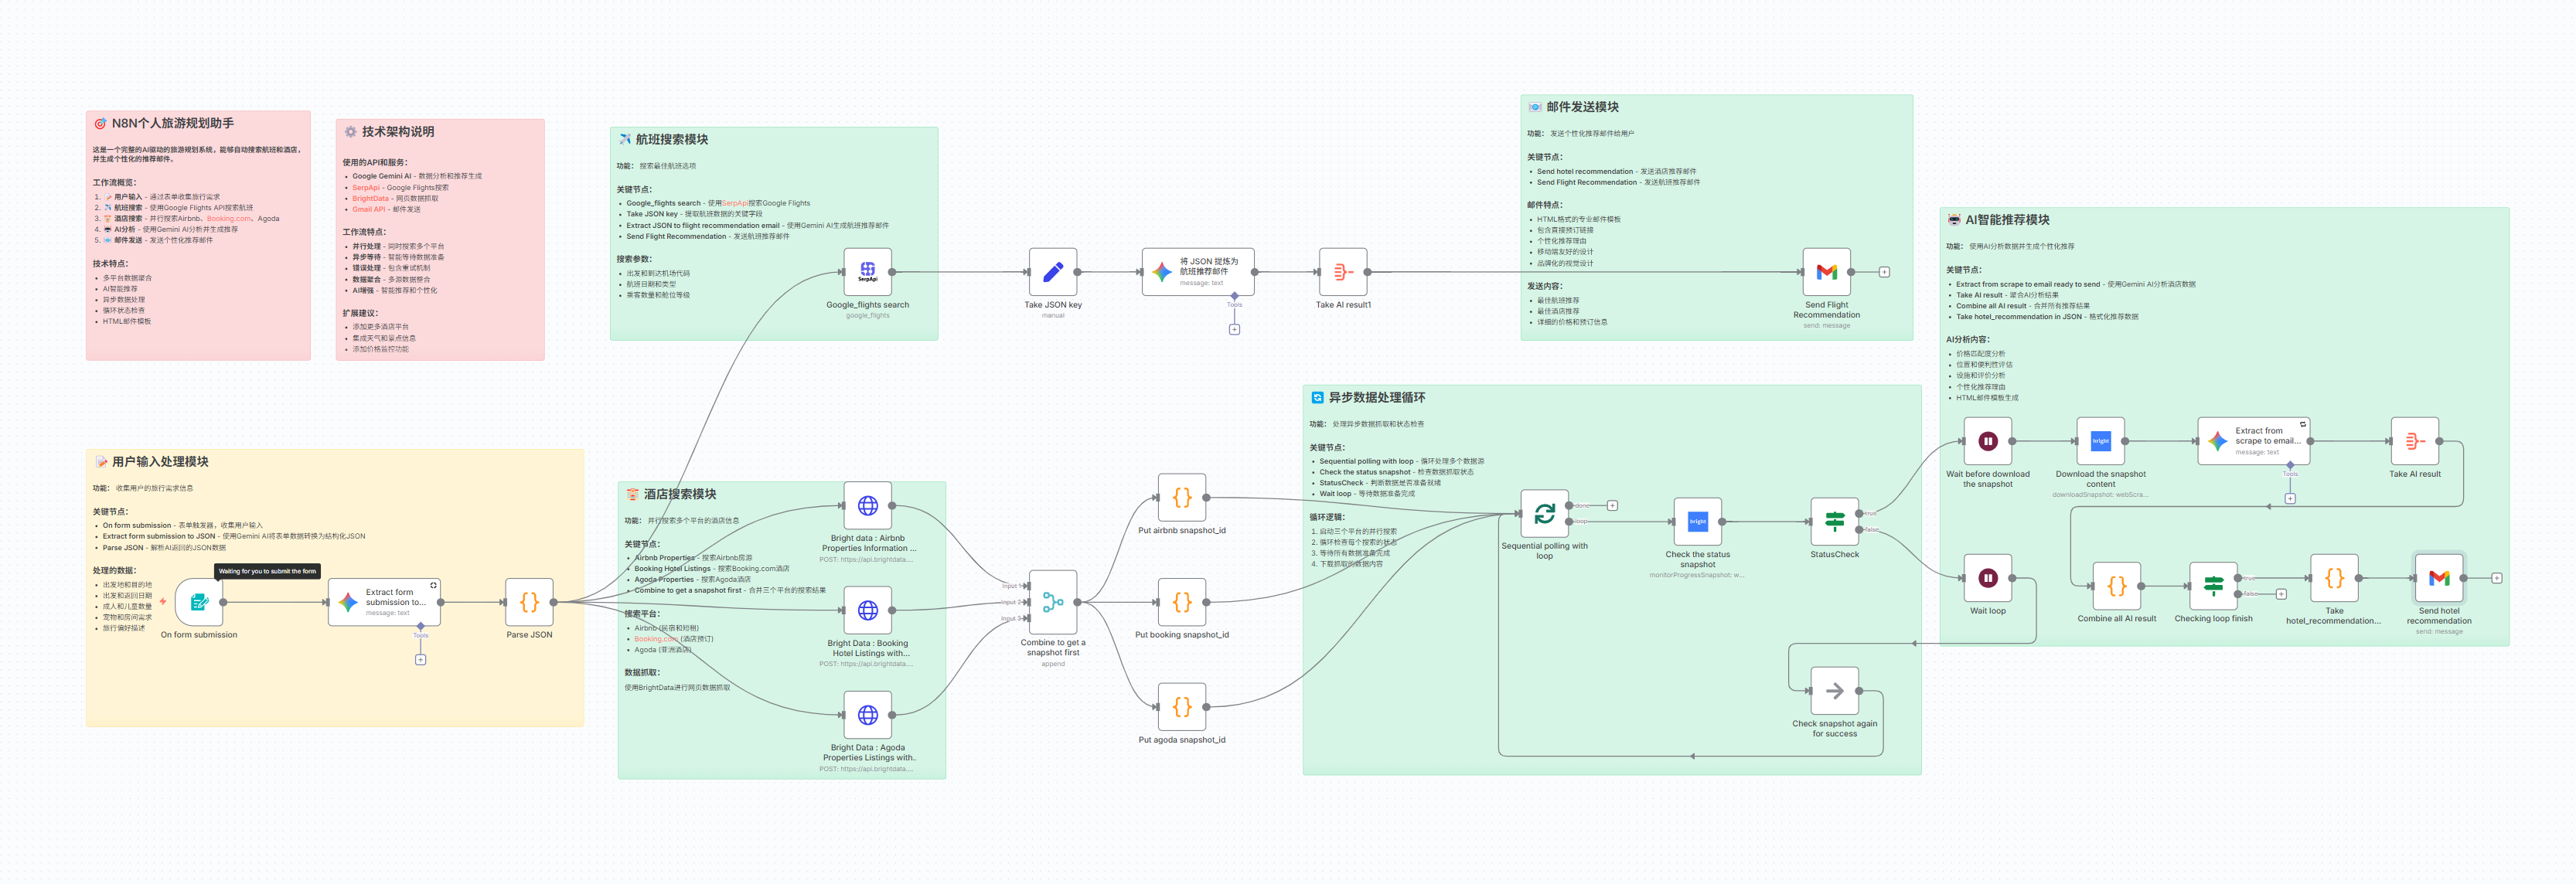 N8N个人旅游规划助手
这是一个完整的AI驱动的旅游规划系统，能够自动搜索航班和酒店，
并生成个性化的推荐邮件。
工作流概览：
1. 用户输入 - 通过表单收集旅行需求
2. 航班搜索 - 使用Google Flights API搜索航班
3. 酒店搜索 - 并行搜索Airbnb、Booking.com、Agoda
4. AI分析 - 使用Gemini AI分析并生成推荐
5. 邮件发送 - 发送个性化推荐邮件
技术特点：
• 多平台数据聚合
• AI智能推荐
• 异步数据处理
• 循环状态检查
• HTML邮件模板
技术架构说明
使用的API和服务：
• Google Gemini AI - 数据分析和推荐生成
• SerpApi - Google Flights搜索
• BrightData - 网页数据抓取
• Gmail API - 邮件发送
工作流特点：
• 并行处理 - 同时搜索多个平台
• 异步等待 - 智能等待数据准备
• 错误处理 - 包含重试机制
• 数据聚合 - 多源数据整合
• AI增强 - 智能推荐和个性化
扩展建议：
• 添加更多酒店平台
• 集成天气和景点信息
• 添加价格监控功能
航班搜索模块
功能： 搜索最佳航班选项
关键节点：
• Google_flights search - 使用SerpApi搜索Google Flights
• Take JSON key - 提取航班数据的关键字段
• Extract JSON to flight recommendation email - 使用Gemini AI生成航班推荐邮件
• Send Flight Recommendation - 发送航班推荐邮件
搜索参数：
• 出发和到达机场代码
• 航班日期和类型
• 乘客数量和舱位等级
SerpApi
Google_flights search
google_flights
Take JSON key
manual
将 JSON 提炼为
航班推荐邮件
message: text
Tools
Take AI result1
邮件发送模块
功能： 发送个性化推荐邮件给用户
关键节点：
• Send hotel recommendation - 发送酒店推荐邮件
• Send Flight Recommendation - 发送航班推荐邮件
邮件特点：
• HTML格式的专业邮件模板
• 包含直接预订链接
• 个性化推荐理由
• 移动端友好的设计
• 品牌化的视觉设计
发送内容：
• 最佳航班推荐
• 最佳酒店推荐
• 详细的价格和预订信息
Send Flight
Recommendation
send: message
AI智能推荐模块
功能： 使用AI分析数据并生成个性化推荐
关键节点：
• Extract from scrape to email ready to send - 使用Gemini AI分析酒店数据
• Take AI result - 聚合AI分析结果
• Combine all AI result - 合并所有推荐结果
• Take hotel_recommendation in JSON - 格式化推荐数据
AI分析内容：
• 价格匹配度分析
• 位置和便利性评估
• 设施和评价分析
• 个性化推荐理由
• HTML邮件模板生成
Wait before download
the snapshot
bright
Download the snapshot
content
downloadSnapshot: webScra...
Extract from
scrape to email...
message: text
Tools
Take AI result
Wait loop
Combine all AI result
Checking loop finish
true
false
Take
hotel_recommendation...
Send hotel
recommendation
send: message
用户输入处理模块
功能： 收集用户的旅行需求信息
关键节点：
• On form submission - 表单触发器，收集用户输入
• Extract form submission to JSON - 使用Gemini AI将表单数据转换为结构化JSON
• Parse JSON - 解析AI返回的JSON数据
处理的数据：
• 出发地和目的地
• 出发和返回日期
• 成人和儿童数量
• 宠物和房间需求
• 旅行偏好描述
Waiting for you to submit the form
On form submission
Extract form
submission to...
message: text
Tools
Parse JSON
酒店搜索模块
功能： 并行搜索多个平台的酒店信息
关键节点：
• Airbnb Properties - 搜索Airbnb房源
• Booking Hotel Listings - 搜索Booking.com酒店
• Agoda Properties - 搜索Agoda酒店
• Combine to get a snapshot first - 合并三个平台的搜索结果
搜索平台：
• Airbnb (民宿和短租)
• Booking.com (酒店预订)
• Agoda (亚洲酒店)
数据抓取：
使用BrightData进行网页数据抓取
Bright data : Airbnb
Properties Information ...
POST: https://api.brightdata....
Bright Data : Booking
Hotel Listings with...
POST: https://api.brightdata....
Bright Data : Agoda
Properties Listings with..
POST: https://api.brightdata....
Input 1
Input 2
Input 3
Combine to get a
snapshot first
append
Put airbnb snapshot_id
Put booking snapshot_id
Put agoda snapshot_id
异步数据处理循环
功能： 处理异步数据抓取和状态检查
关键节点：
• Sequential polling with loop - 循环处理多个数据源
• Check the status snapshot - 检查数据抓取状态
• StatusCheck - 判断数据是否准备就绪
• Wait loop - 等待数据准备完成
循环逻辑：
1. 启动三个平台的并行搜索
2. 循环检查每个搜索的状态
3. 等待所有数据准备完成
4. 下载抓取的数据内容
done
loop
Sequential polling with
loop
bright
Check the status
snapshot
monitorProgressSnapshot: w...
true
false
StatusCheck
Check snapshot again
for success